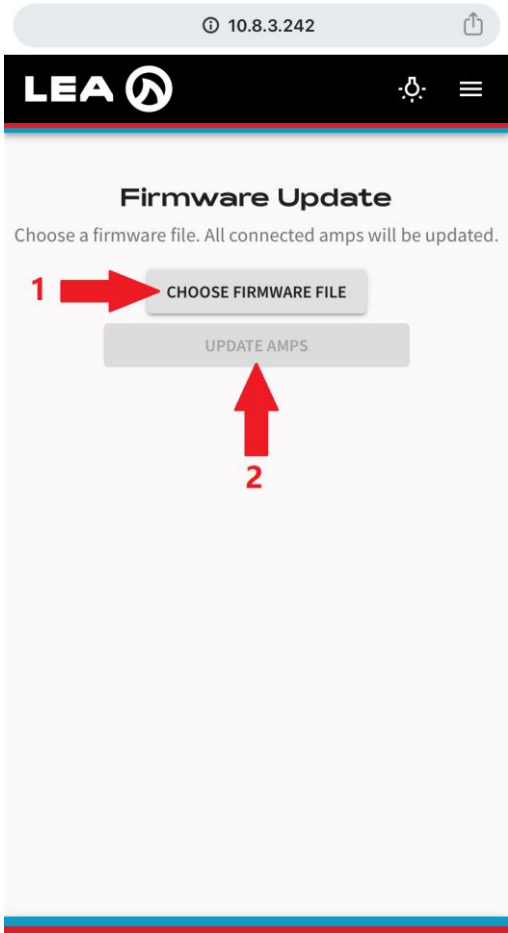 10.8.3.242
LEA
Firmware Update
Choose a firmware file. All connected amps will be updated.
1
CHOOSE FIRMWARE FILE
UPDATE AMPS
2